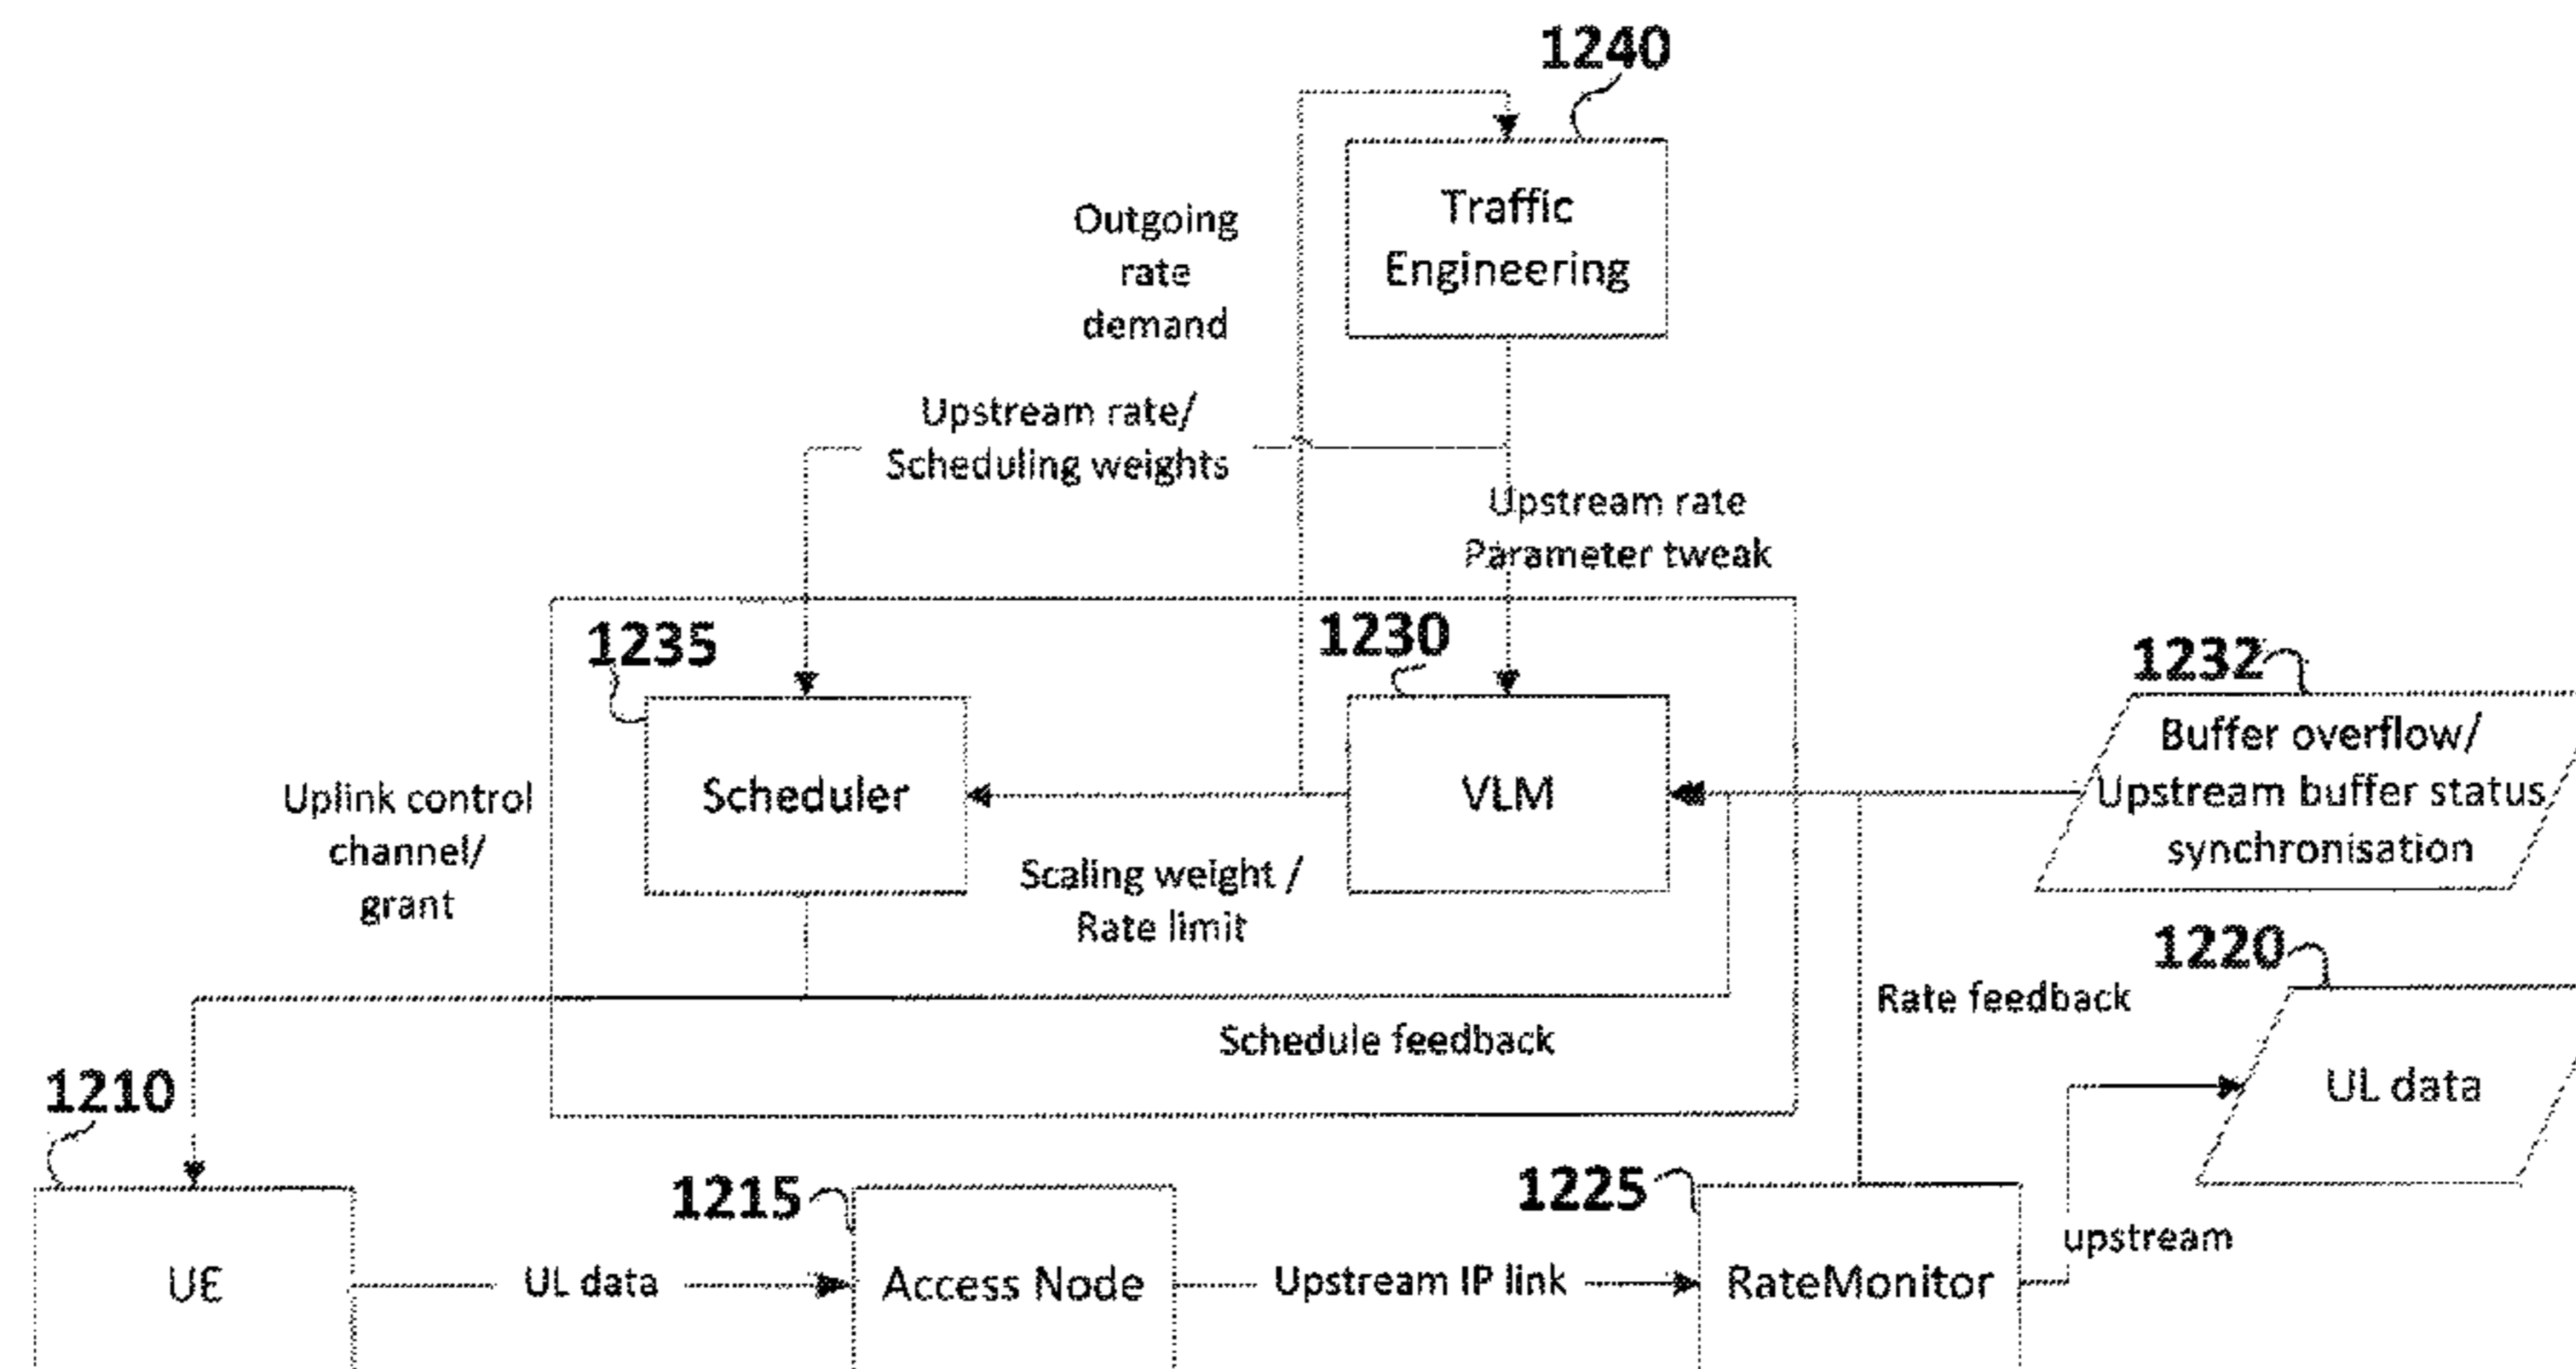 1240
Traffic
Engineering
Outgoing
rate
demand
Upstream rate/
Scheduling weights
Upstream rate
Parameter tweak
1235
1230
1232
Scheduler
VLM
Buffer overflow/
Upstream buffer status
synchronisation
Uplink control
channel/
grant
Scaling weight /
Rate limit
1220
Rate feedback
Schedule feedback
UL data
1210
1215
1225
upstream
UE
UL data
Access Node
Upstream IP link
RateMonitor